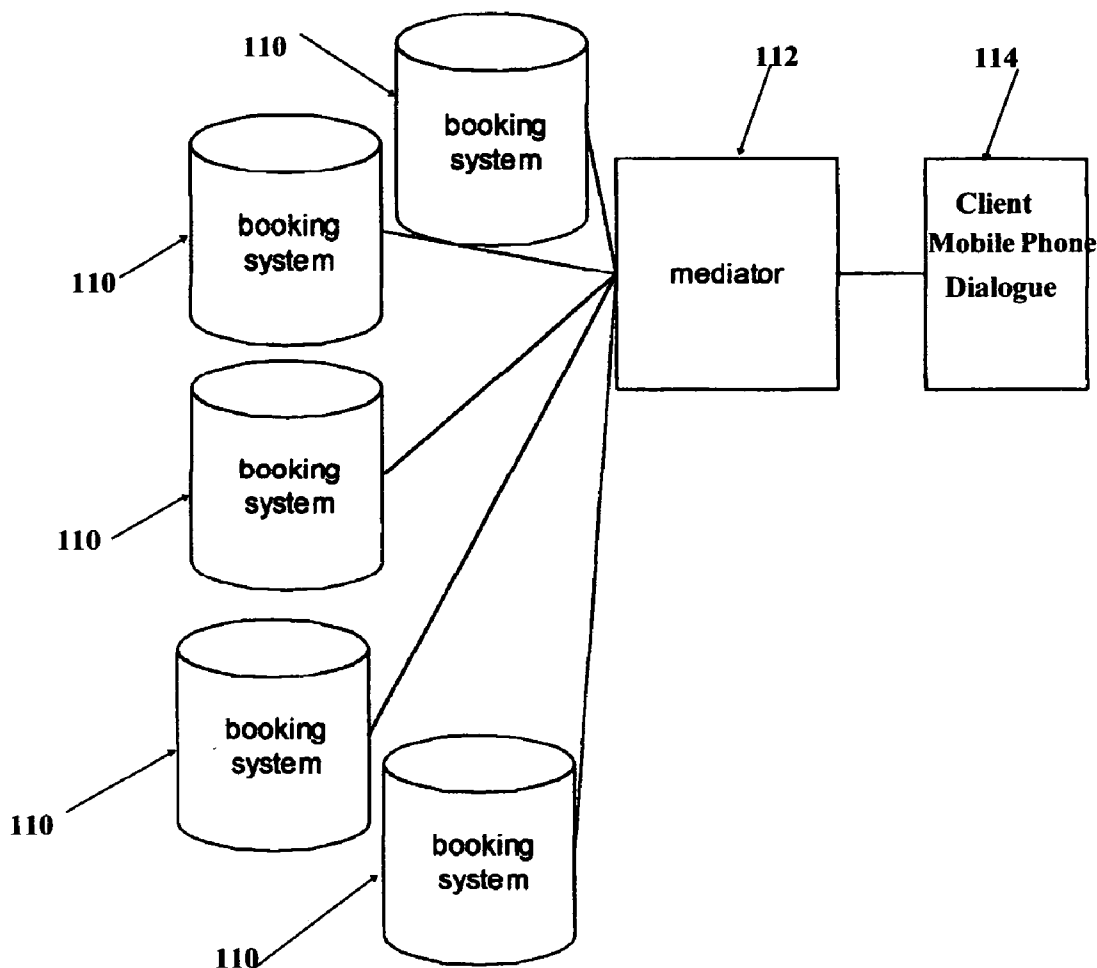 110
112
114
booking
system
booking
system
Client
Mobile Phone
Dialogue
mediator
110
booking
system
110
booking
system
110
booking
system
110